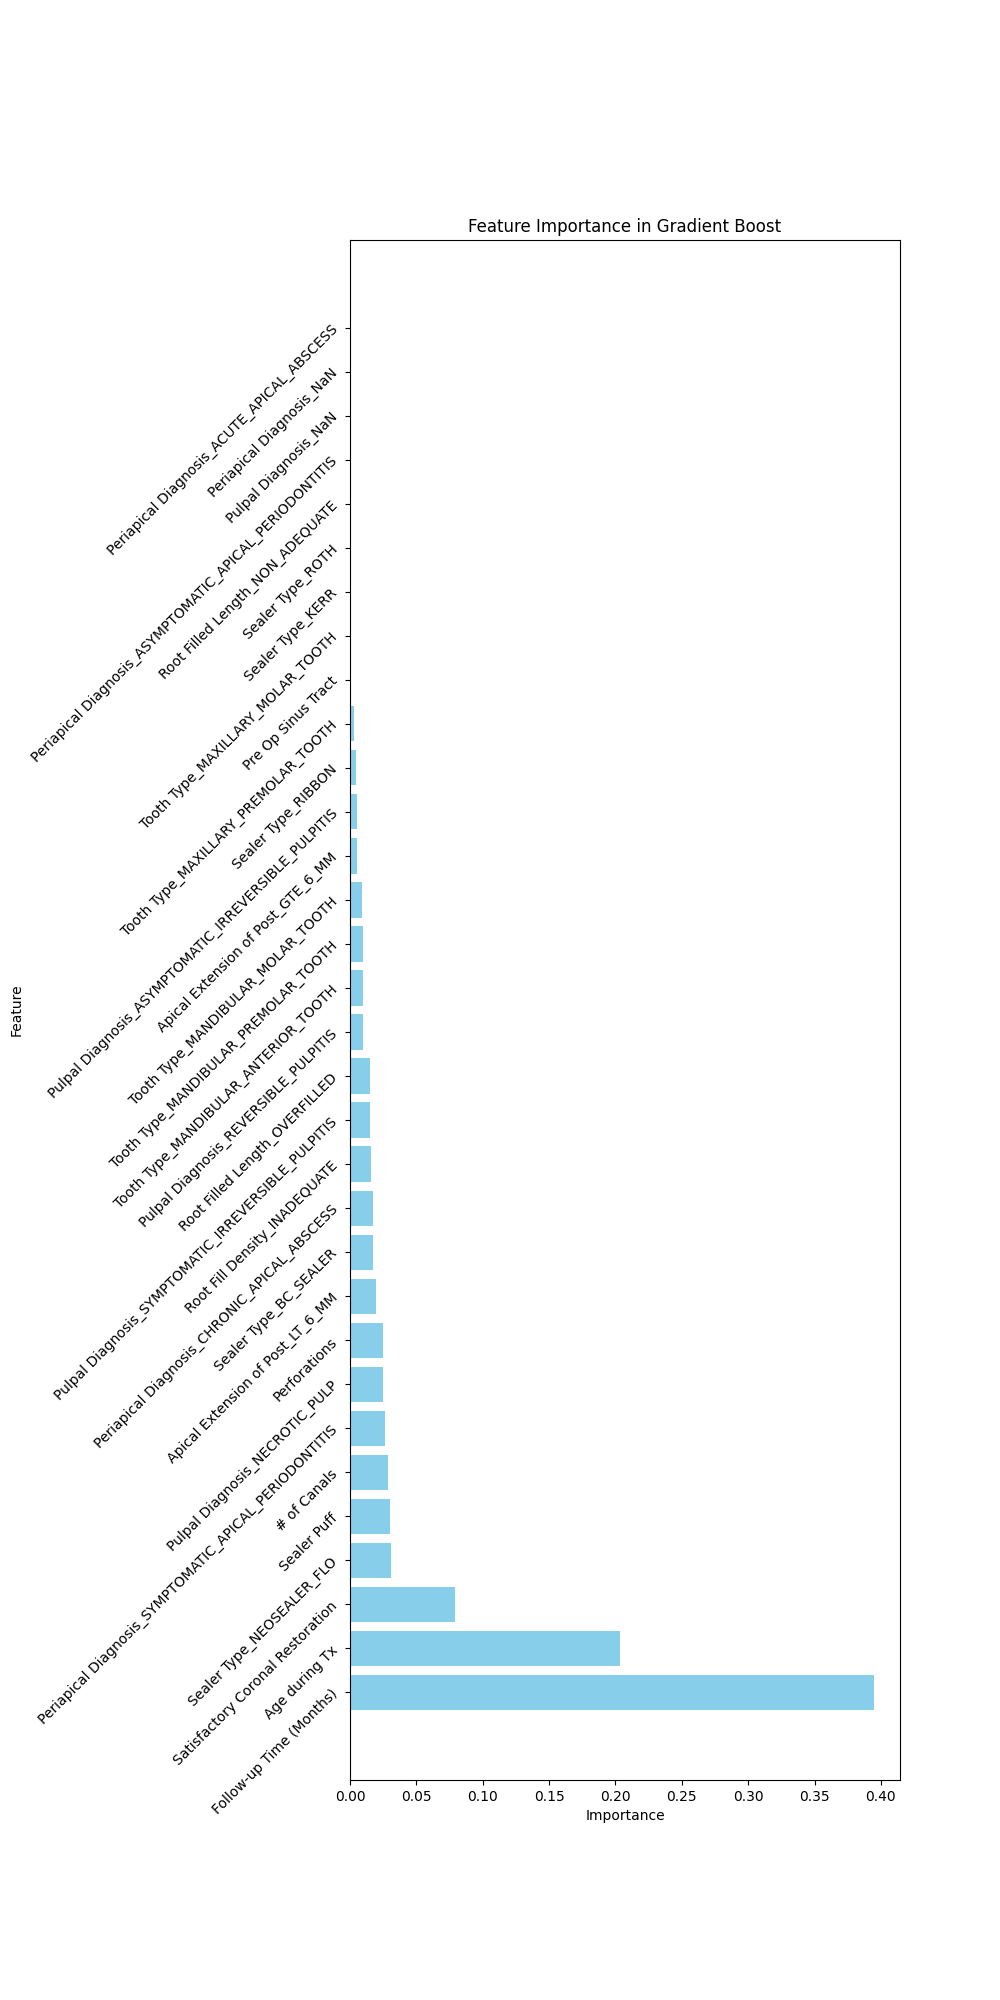 Feature Importance in Gradient Boost
Periapical Diagnosis_ACUTE_APICAL_ABSCESS
Periapical Diagnosis_NaN
Pulpal Diagnosis_NaN
Periapical Diagnosis_ASYMPTOMATIC_APICAL_PERIODONTITIS
Root Filled Length_NON_ADEQUATE
Sealer Type_ROTH
Sealer Type_KERR
Tooth Type_MAXILLARY_MOLAR_TOOTH
Pre Op Sinus Tract
Tooth Type_MAXILLARY_PREMOLAR_TOOTH
Sealer Type_RIBBON
Pulpal Diagnosis_ASYMPTOMATIC_IRREVERSIBLE_PULPITIS
Apical Extension of Post_GTE_6_MM
Tooth Type_MANDIBULAR_MOLAR_TOOTH
Tooth Type_MANDIBULAR_PREMOLAR_TOOTH
Tooth Type_MANDIBULAR_ANTERIOR_TOOTH
Pulpal Diagnosis_REVERSIBLE_PULPITIS
Root Filled Length_OVERFILLED
Pulpal Diagnosis_SYMPTOMATIC_IRREVERSIBLE_PULPITIS
Root Fill Density_INADEQUATE
Periapical Diagnosis_CHRONIC_APICAL_ABSCESS
Sealer Type_BC_SEALER
Apical Extension of Post_LT_6_MM
Perforations
Pulpal Diagnosis_NECROTIC_PULP
Periapical Diagnosis_SYMPTOMATIC_APICAL_PERIODONTITIS
# of Canals
Sealer Puff
Sealer Type_NEOSEALER_FLO
Satisfactory Coronal Restoration
Age during Tx
Follow-up Time (Months)
Feature
0.00 0.05 0.10 0.15 0.20 0.25 0.30 0.35 0.40
Importance